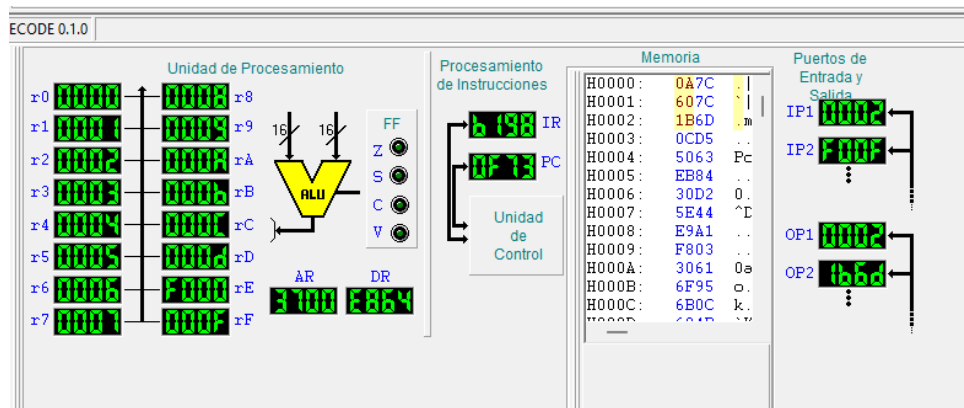 ECODE 0.1.0
Unidad de Procesamiento
r0 0000 0008 r8
r1 0001 0009 r9
r2 0002 000A rA
r3 0003 000b rB
r4 0004 000C rC
r5 0005 000d rD
r6 0006 F000 rE
r7 0007 000F rF
16 16
ALU
FF
Z
S
C
V
AR DR
3700 E864
Procesamiento
de Instrucciones
b198 IR
0F73 PC
Unidad
de
Control
Memoria
H0000: 0A7C .|
H0001: 607C `|
H0002: 1B6D .m
H0003: 0CD5 ..
H0004: 5063 Pc
H0005: EB84 ..
H0006: 30D2 0.
H0007: 5E44 ^D
H0008: E9A1 ..
H0009: F803 ..
H000A: 3061 0a
H000B: 6F95 o.
H000C: 6B0C k.
Puertos de
Entrada y
Salida
IP1 0002
IP2 F00F
OP1 0002
OP2 1b6d